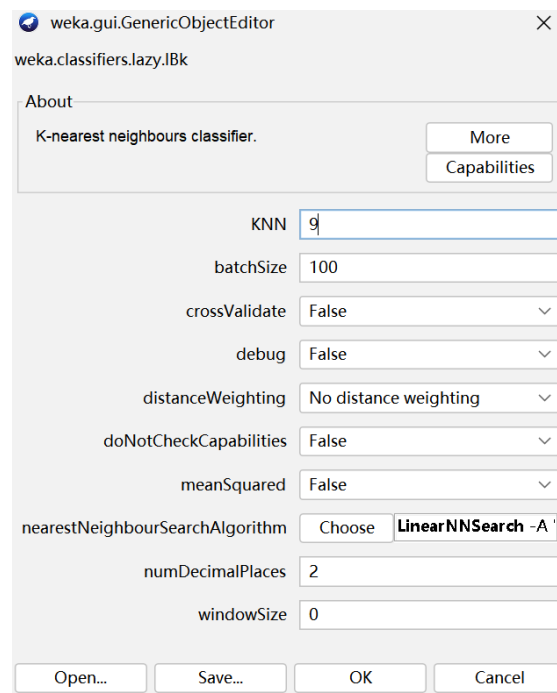 weka.gui.GenericObjectEditor
weka.classifiers.lazy.IBk
About
K-nearest neighbours classifier.
More
Capabilities
KNN 9
batchSize 100
crossValidate False
debug False
distanceWeighting No distance weighting
doNotCheckCapabilities False
meanSquared False
nearestNeighbourSearchAlgorithm Choose LinearNNSearch -A "
numDecimalPlaces 2
windowSize 0
Open... Save... OK Cancel